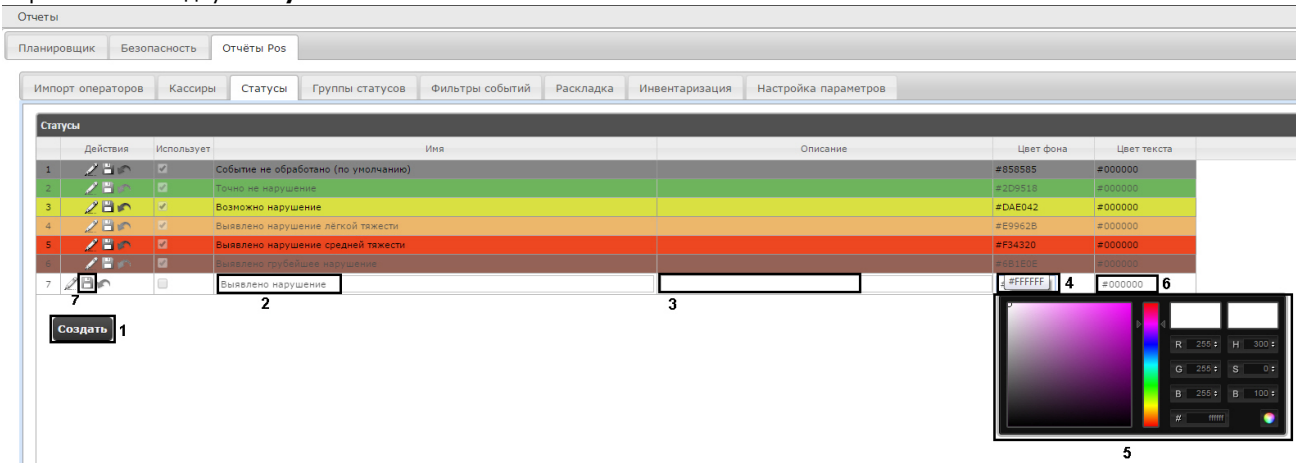 Отчеты
Планировщик Безопасность Отчёты Pos
Импорт операторов Кассиры Статусы Группы статусов Фильтры событий Раскладка Инвентаризация Настройка параметров
Статусы
Действия Использует Имя Описание Цвет фона Цвет текста
1 Событие не обработано (по умолчанию) #858585 #000000
2 Точно не нарушение #2D9518 #000000
3 Возможно нарушение #DAE042 #000000
4 Выявлено нарушение лёгкой тяжести #E9962B #000000
5 Выявлено нарушение средней тяжести #F34320 #000000
6 Выявлено грубейшее нарушение #6B1E0E #000000
7 Выявлено нарушение #FFFFFF 4 #000000 6
7 2 3
Создать 1
R 255 H 300
G 255 S 0
B 255 B 100
# ffffff
5